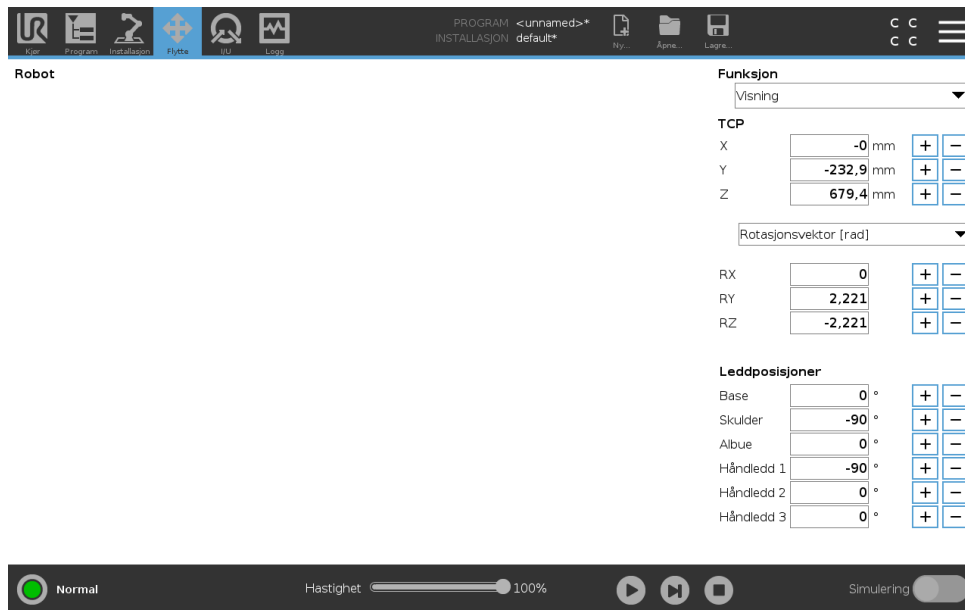 UR
PROGRAM <unnamed>*
INSTALLASJON default*
C C
C C
Kjør Program Installasjon Flytte I/U Logg Ny... Åpne... Lagre...
Robot
Funksjon
Visning
TCP
X -0 mm + −
Y -232,9 mm + −
Z 679,4 mm + −
Rotasjonsvektor [rad]
RX 0 + −
RY 2,221 + −
RZ -2,221 + −
Leddposisjoner
Base 0 ° + −
Skulder -90 ° + −
Albue 0 ° + −
Håndledd 1 -90 ° + −
Håndledd 2 0 ° + −
Håndledd 3 0 ° + −
Normal Hastighet 100% Simulering